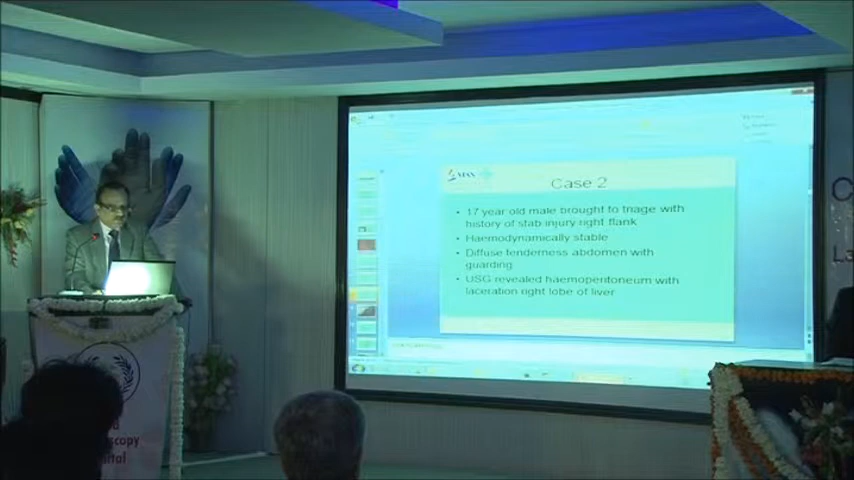 MAX
Case 2
• 17 year old male brought to triage with
history of stab injury right flank
• Haemodynamically stable
• Diffuse tenderness abdomen with
guarding
• USG revealed haemoperitoneum with
laceration right lobe of liver